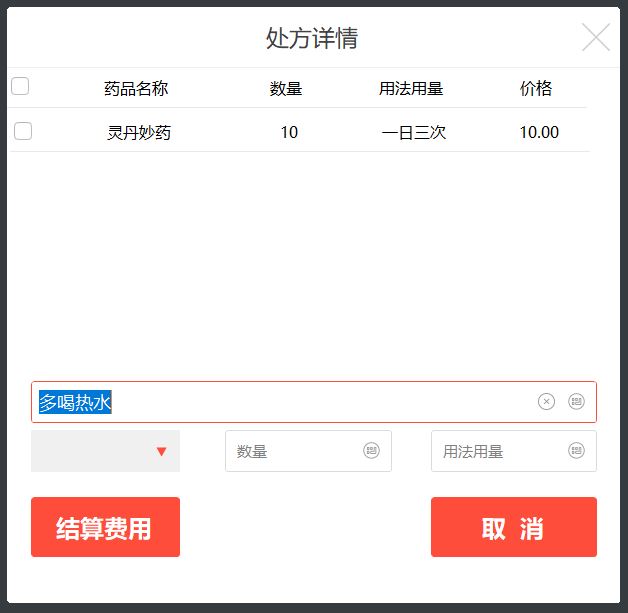 处方详情
药品名称 数量 用法用量 价格
灵丹妙药 10 一日三次 10.00
多喝热水
数量 用法用量
结算费用 取 消